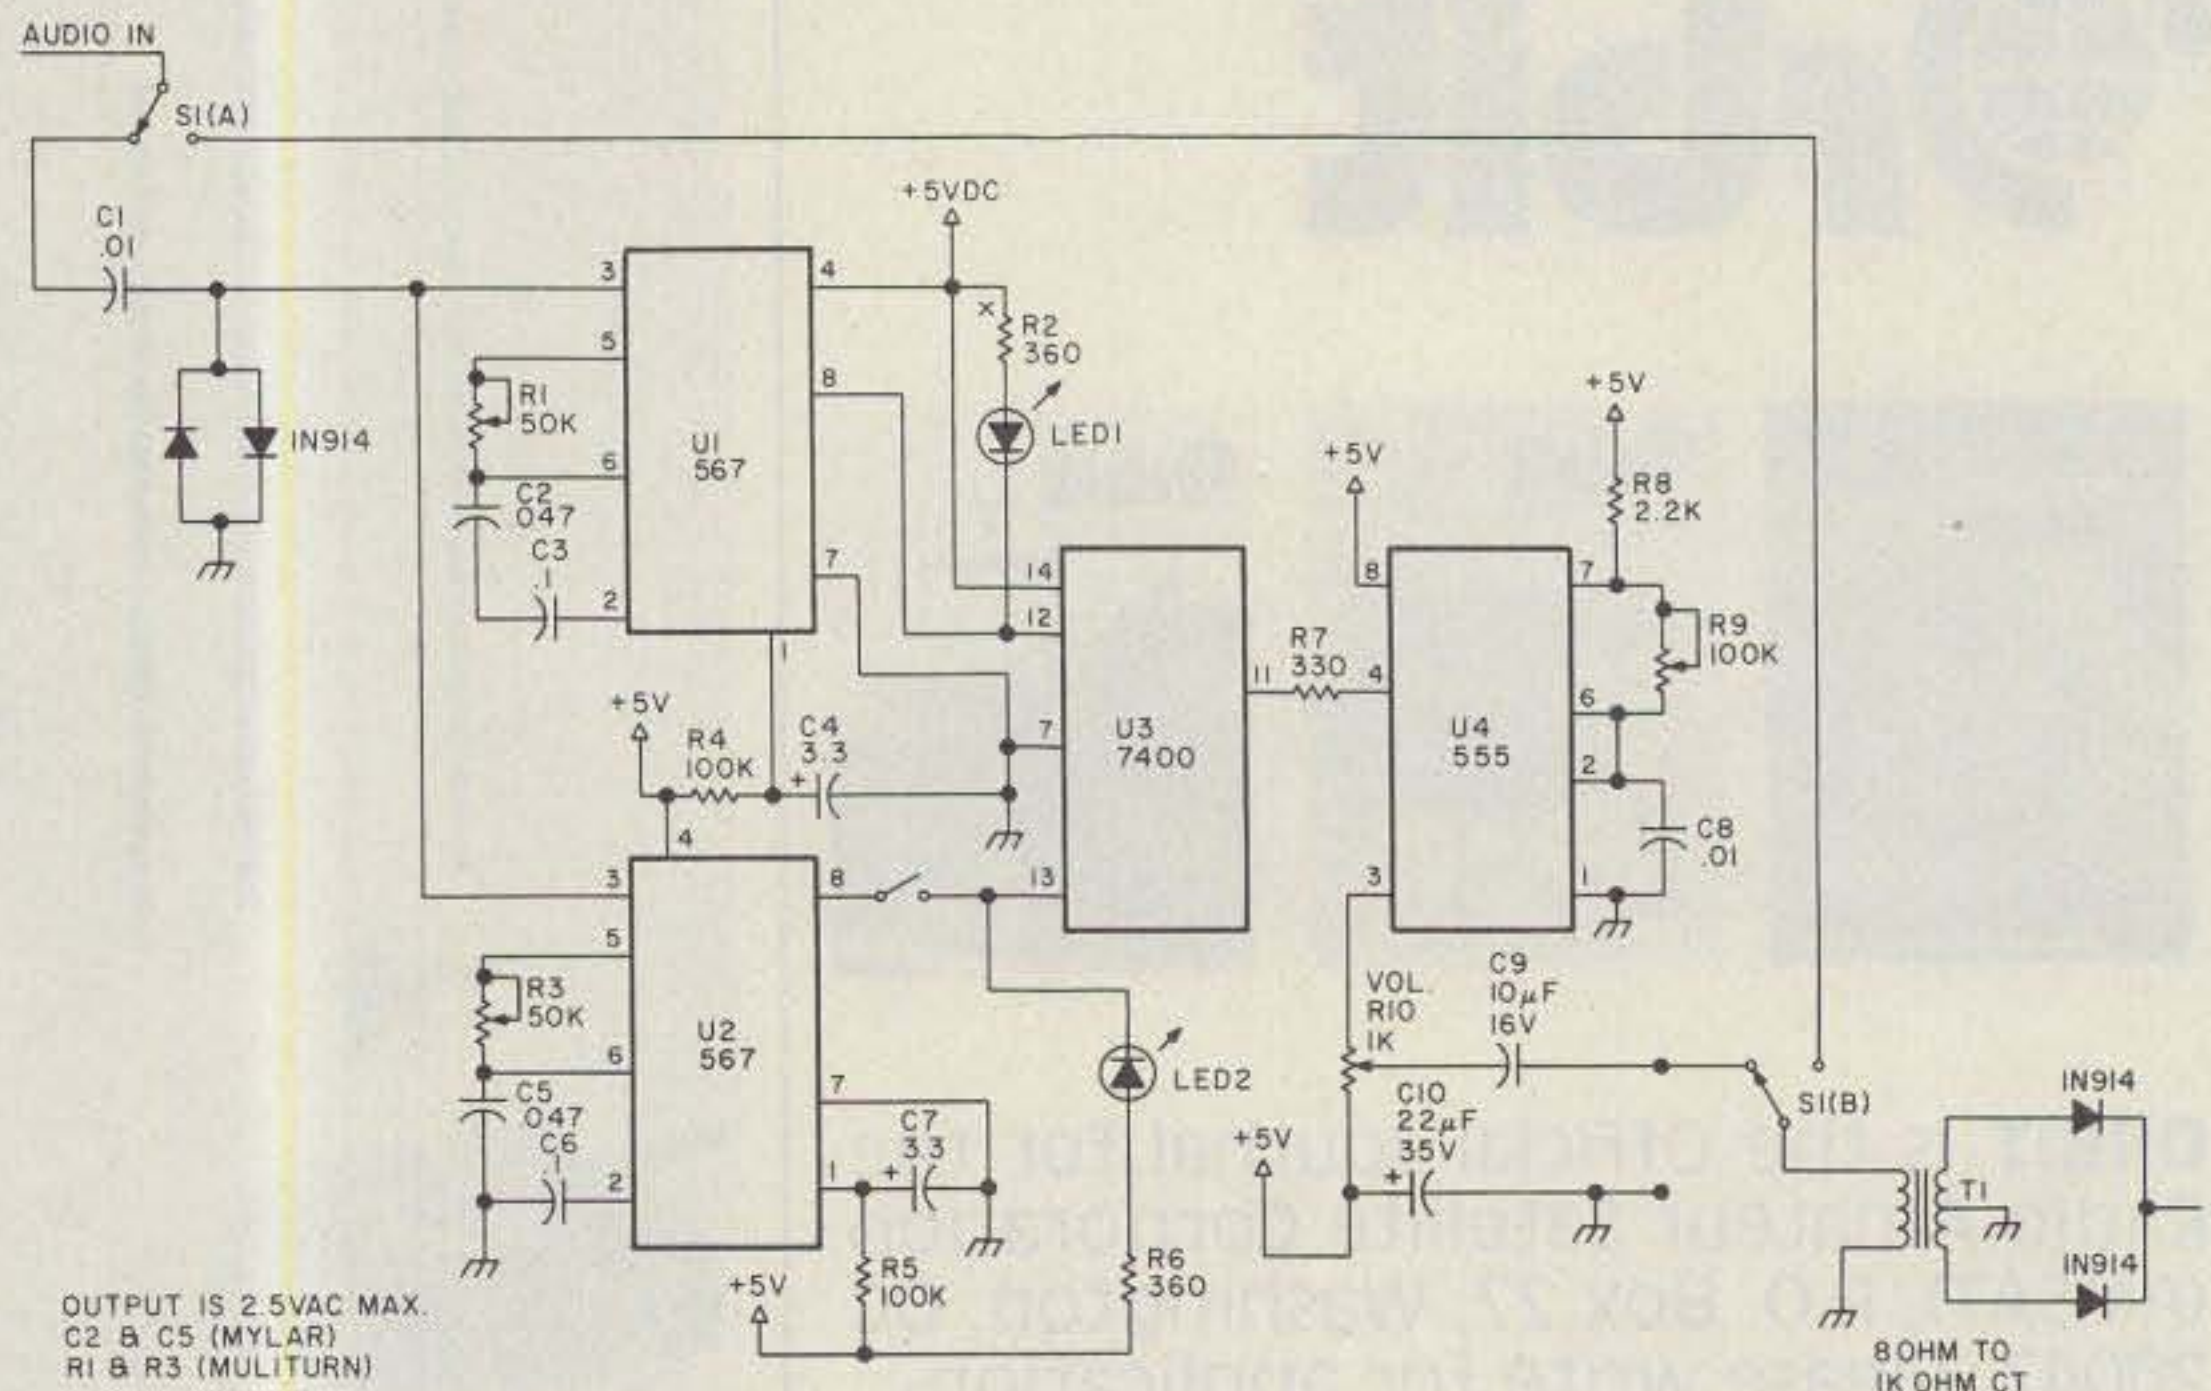 AUDIO IN
S1(A)
C1
.01
IN914
+5VDC
3
4
5
8
6
7
2
1
R1
50K
C2
.047
C3
.1
U1
567
X
R2
360
LED1
14
12
11
7
13
U3
7400
R7
330
+5V
8
4
3
7
6
2
1
U4
555
+5V
R8
2.2K
R9
100K
C8
.01
+5V
R4
100K
C4
3.3
+
4
3
5
6
2
8
7
1
R3
50K
C5
.047
C6
.1
U2
567
C7
3.3
+
+5V
R5
100K
R6
360
LED2
VOL.
R10
1K
C9
10µF
16V
+5V
C10
22µF
35V
+
S1(B)
T1
IN914
IN914
8 OHM TO
1K OHM CT
OUTPUT IS 2.5VAC MAX.
C2 & C5 (MYLAR)
R1 & R3 (MULITURN)